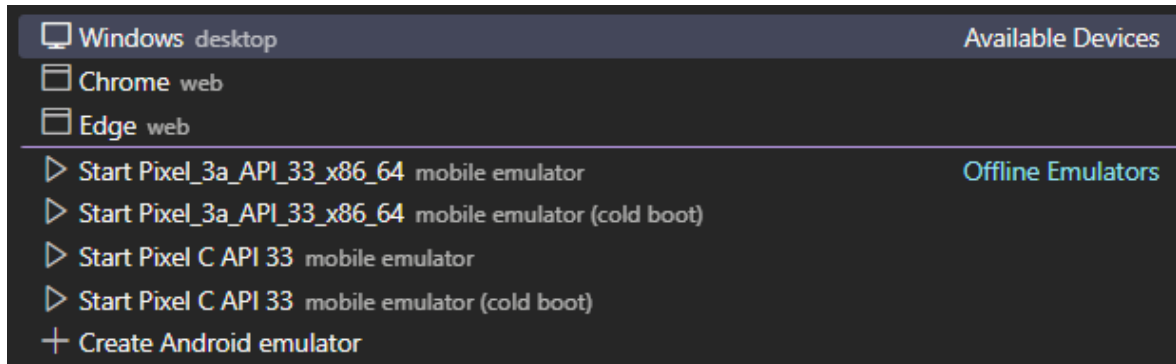 Windows desktop Available Devices
Chrome web
Edge web
Start Pixel_3a_API_33_x86_64 mobile emulator Offline Emulators
Start Pixel_3a_API_33_x86_64 mobile emulator (cold boot)
Start Pixel C API 33 mobile emulator
Start Pixel C API 33 mobile emulator (cold boot)
Create Android emulator